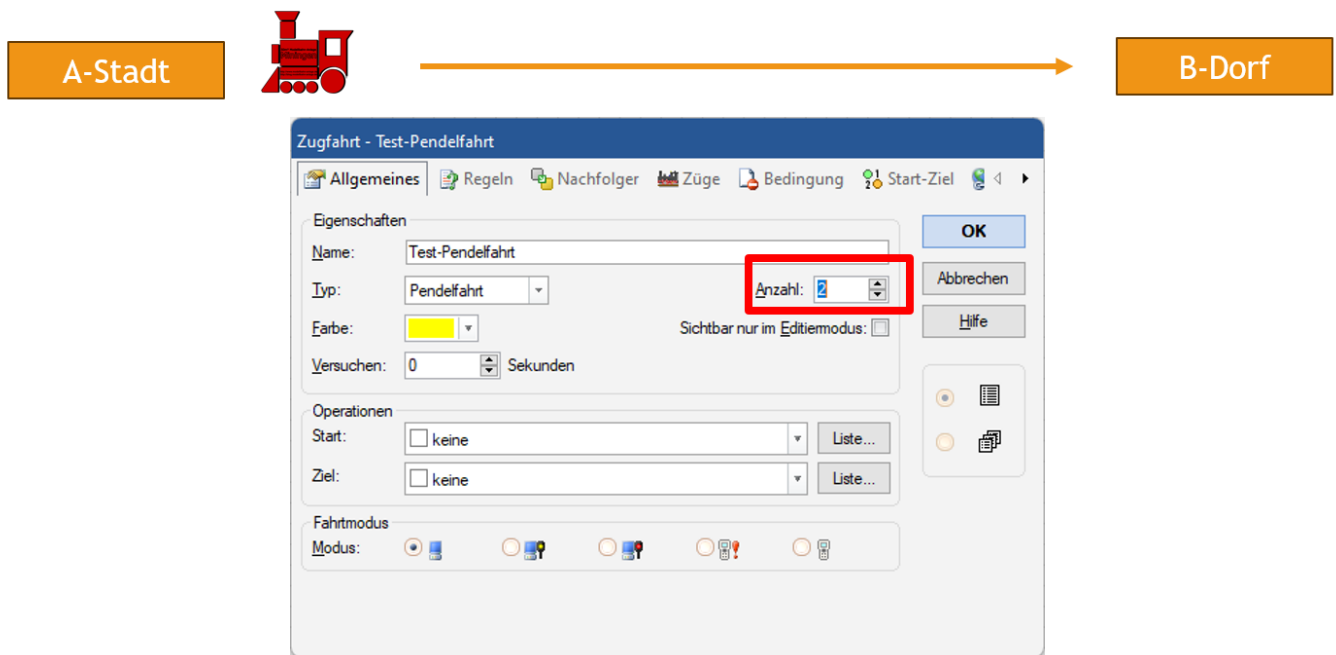 A-Stadt
B-Dorf
Zugfahrt - Test-Pendelfahrt
Allgemeines Regeln Nachfolger Züge Bedingung Start-Ziel
Eigenschaften
OK
Name: Test-Pendelfahrt
Typ: Pendelfahrt Anzahl: 2
Abbrechen
Farbe: Sichtbar nur im Editiermodus:
Hilfe
Versuchen: 0 Sekunden
Operationen
Start: keine Liste...
Ziel: keine Liste...
Fahrtmodus
Modus: